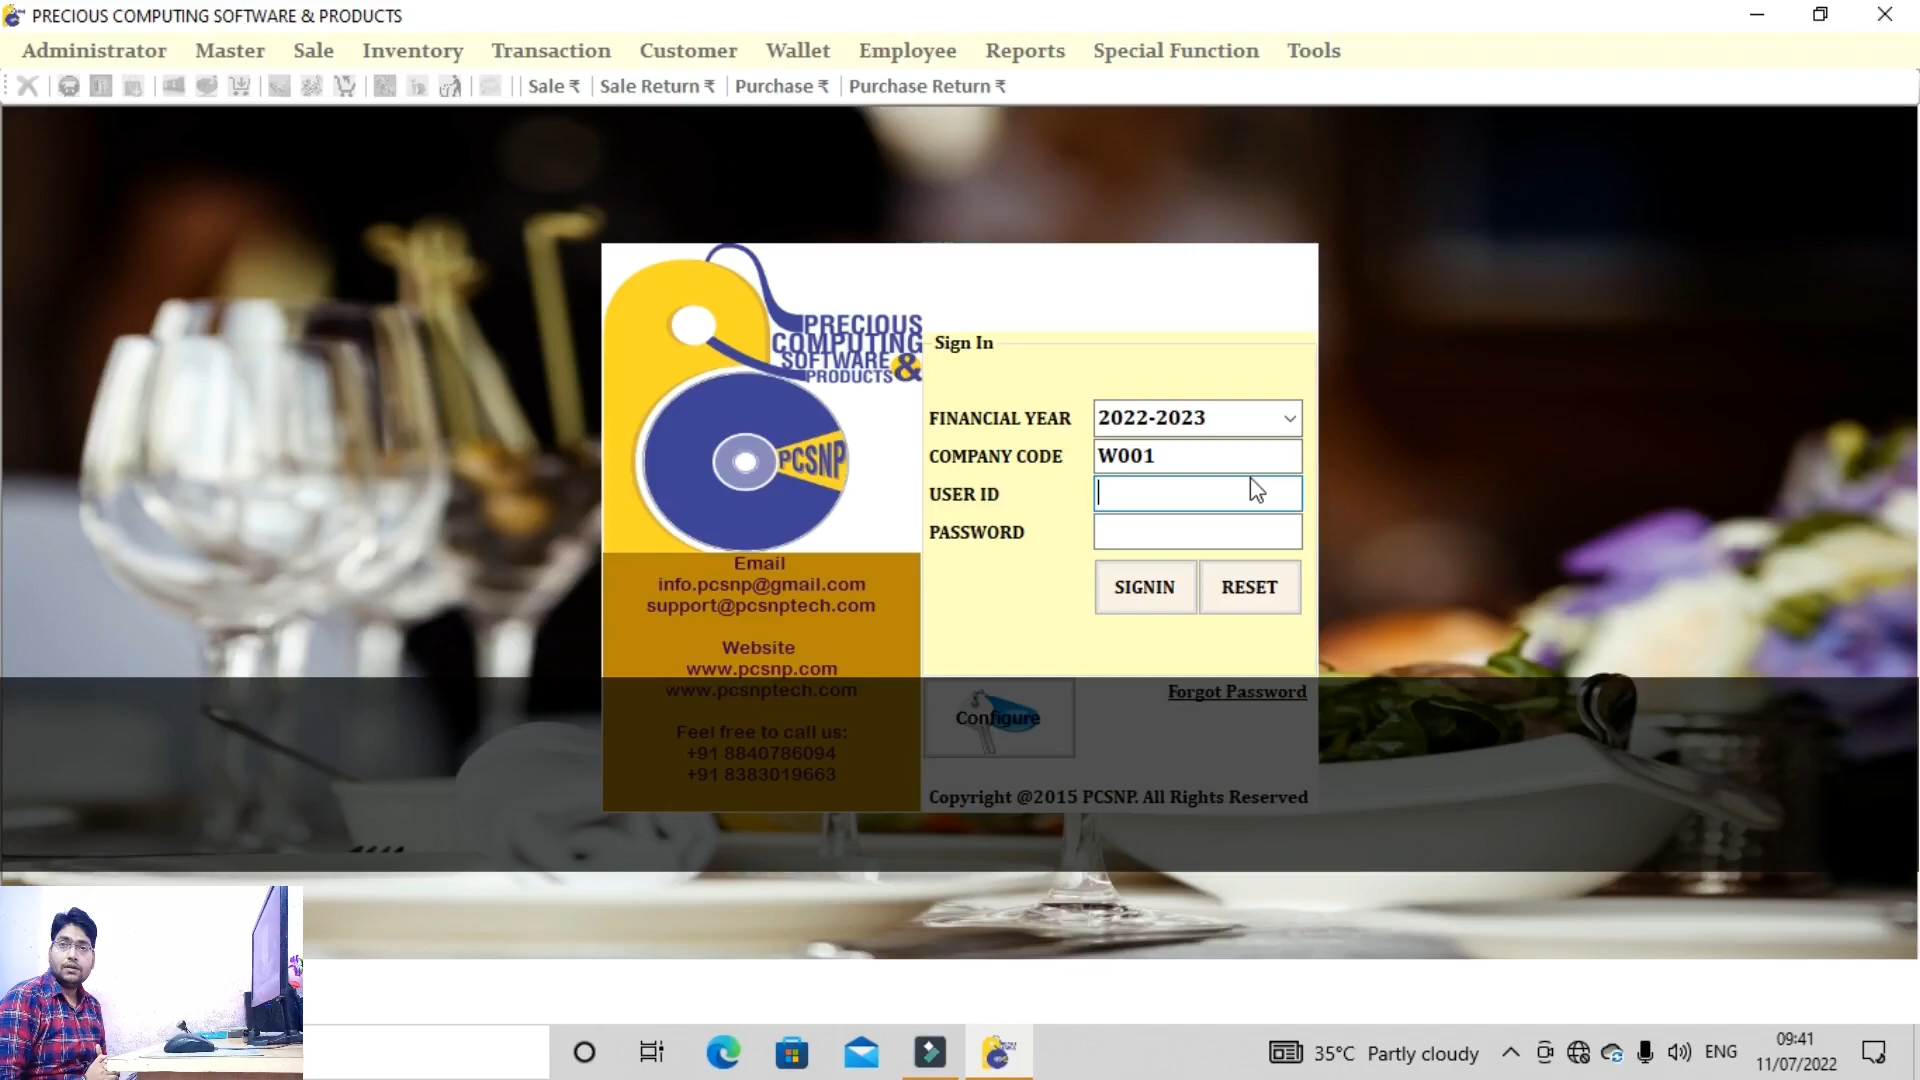 PRECIOUS COMPUTING SOFTWARE & PRODUCTS
Administrator Master Sale Inventory Transaction Customer Wallet Employee Reports Special Function Tools
Sale ₹ Sale Return ₹ Purchase ₹ Purchase Return ₹
PRECIOUS
COMPUTING
SOFTWARE &
PRODUCTS
PCSNP
Sign In
FINANCIAL YEAR 2022-2023
COMPANY CODE W001
USER ID
PASSWORD
SIGNIN RESET
Email
info.pcsnp@gmail.com
support@pcsnptech.com
Website
www.pcsnp.com
www.pcsnptech.com
Feel free to call us:
+91 8840786094
+91 8383019663
Configure
Forgot Password
Copyright @2015 PCSNP. All Rights Reserved
35°C Partly cloudy
ENG
09:41
11/07/2022